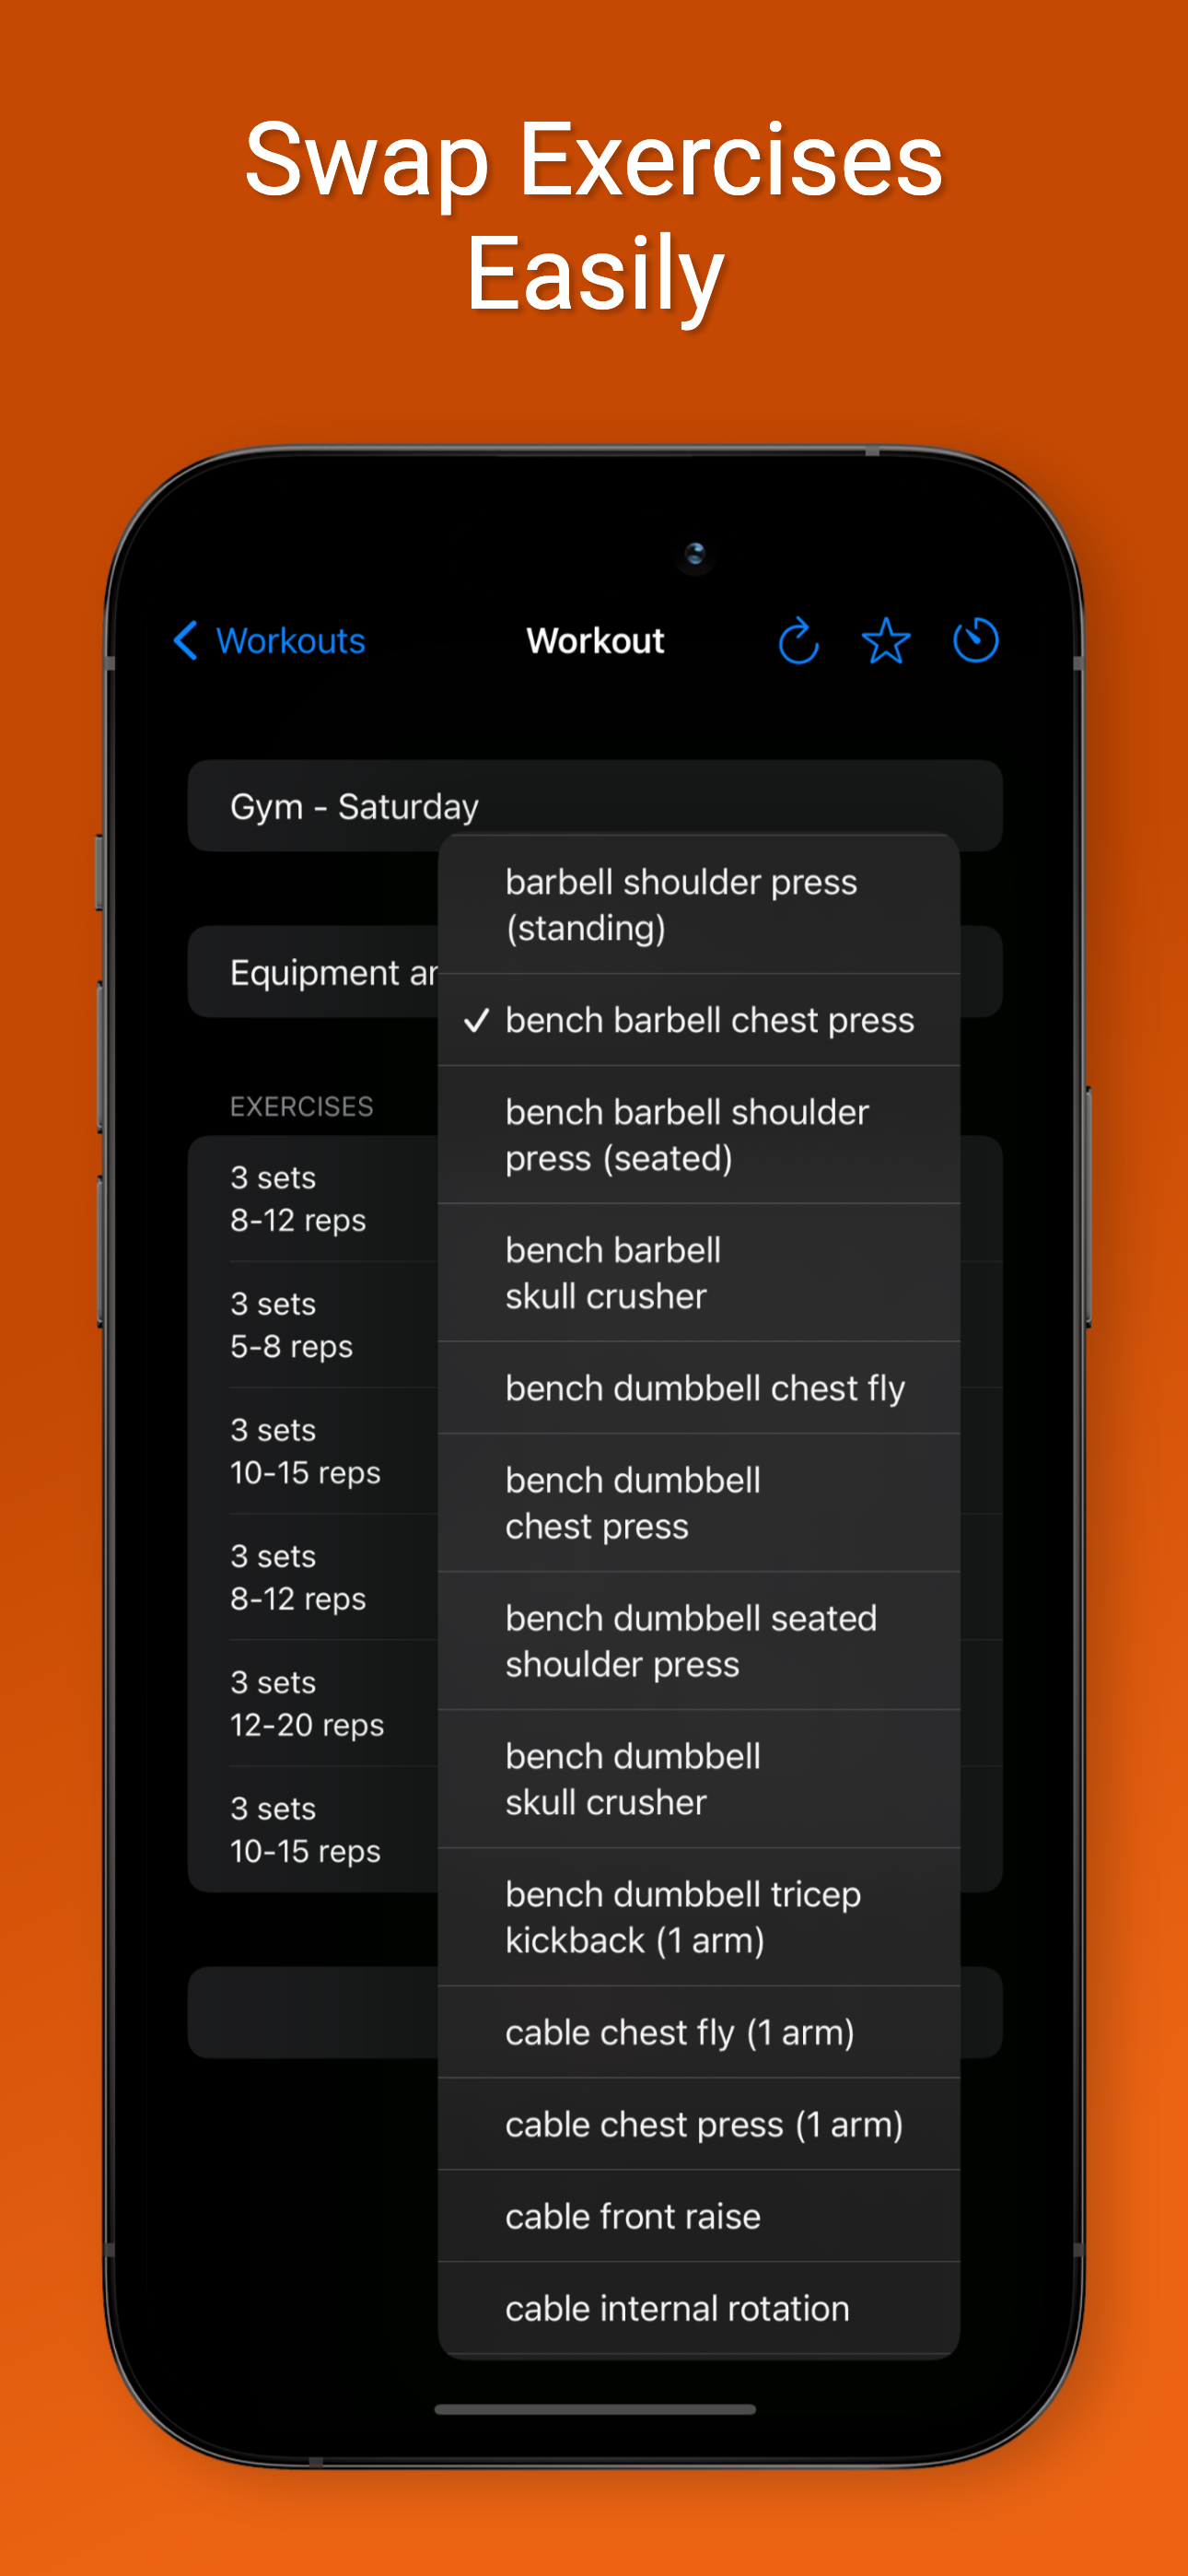 Swap Exercises
Easily
Workouts
Workout
Gym - Saturday
Equipment
EXERCISES
3 sets
8-12 reps
3 sets
5-8 reps
3 sets
10-15 reps
3 sets
8-12 reps
3 sets
12-20 reps
3 sets
10-15 reps
barbell shoulder press
(standing)
✓ bench barbell chest press
bench barbell shoulder
press (seated)
bench barbell
skull crusher
bench dumbbell chest fly
bench dumbbell
chest press
bench dumbbell seated
shoulder press
bench dumbbell
skull crusher
bench dumbbell tricep
kickback (1 arm)
cable chest fly (1 arm)
cable chest press (1 arm)
cable front raise
cable internal rotation